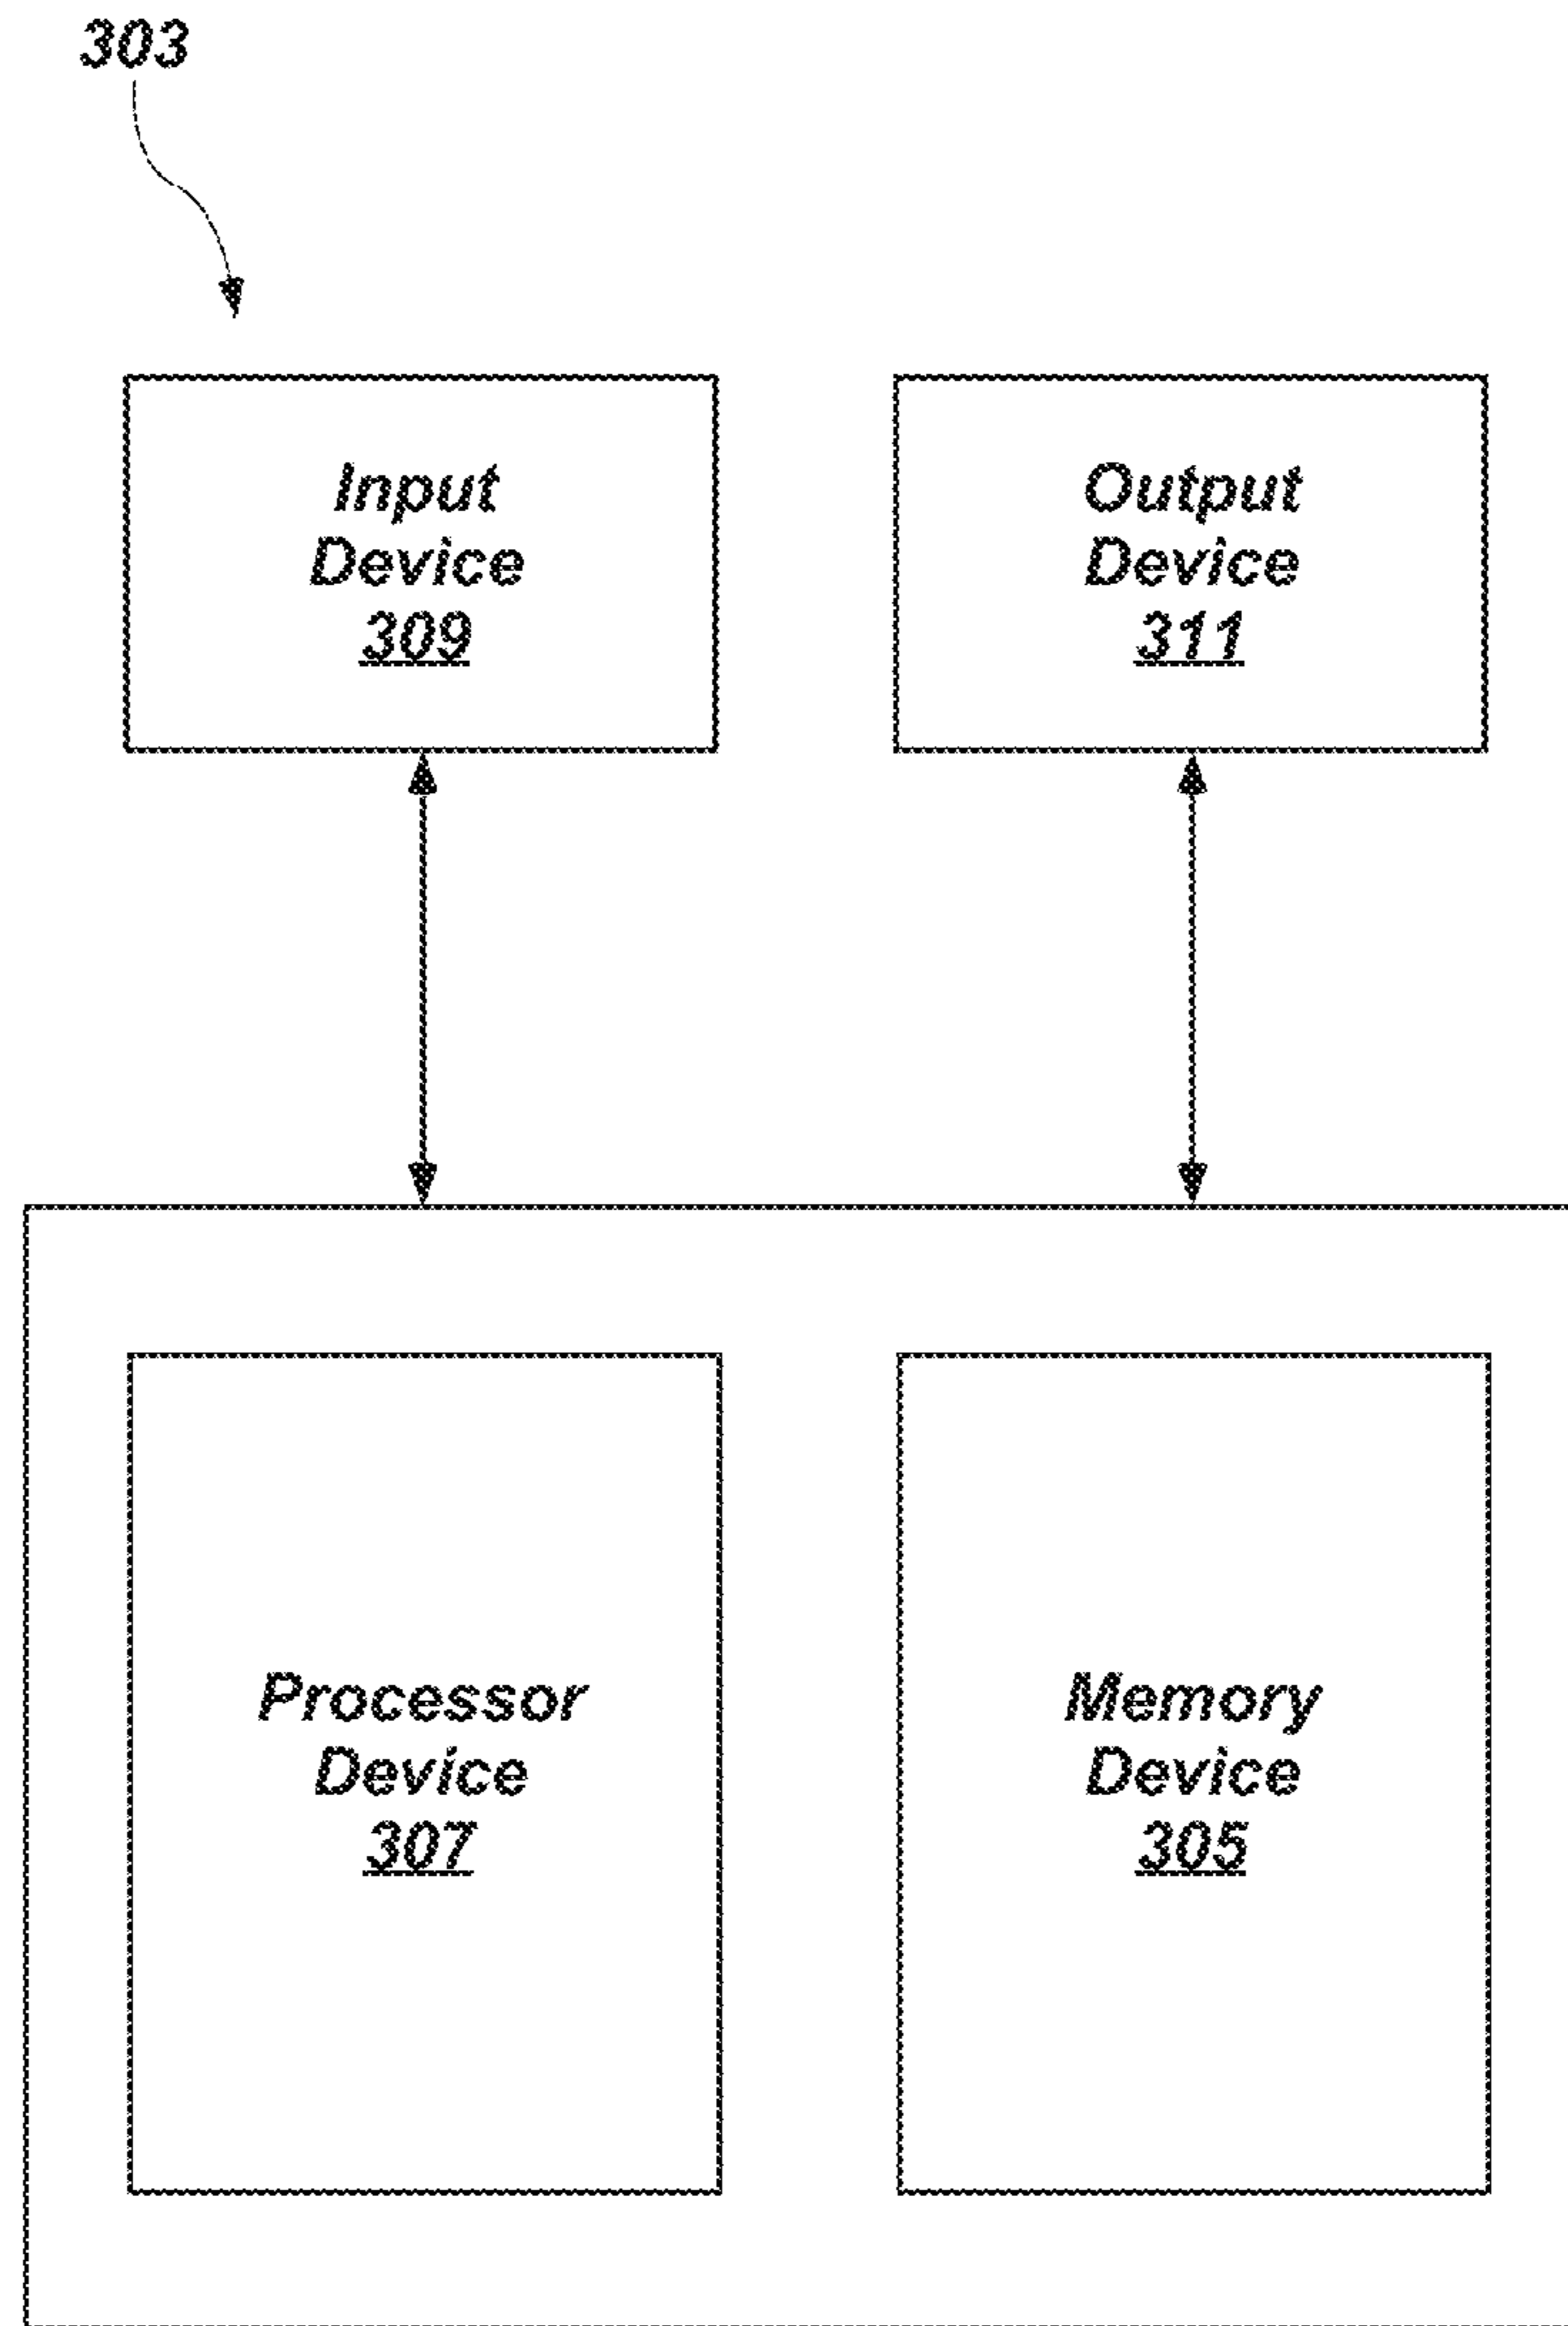 303
Input
Device
309
Output
Device
311
Processor
Device
307
Memory
Device
305